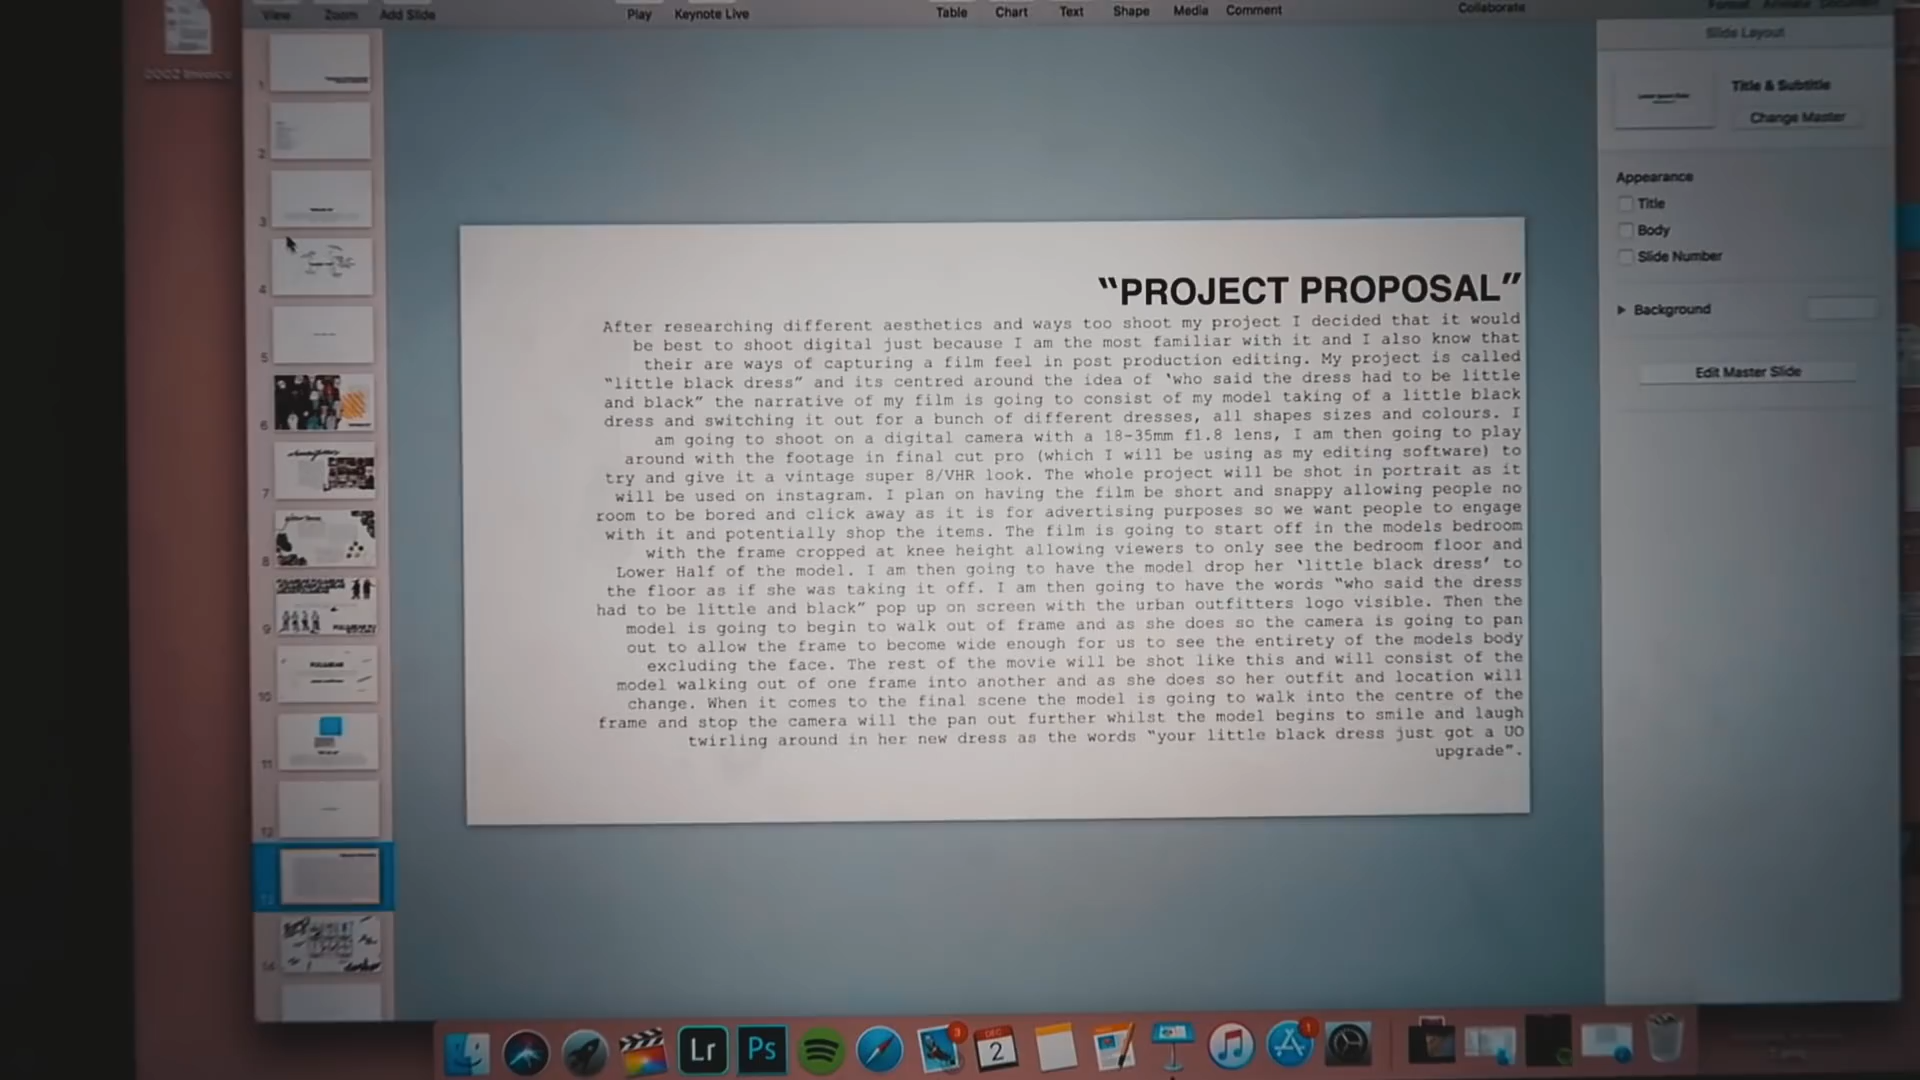 View Zoom Add Slide Play Keynote Live Table Chart Text Shape Media Comment Collaborate Format Animate Document
Slide Layout
Title & Subtitle
Change Master
Appearance
Title
Body
Slide Number
Background
Edit Master Slide
1
2
3
4
5
6
7
8
9
10
11
12
13
14
"PROJECT PROPOSAL"
After researching different aesthetics and ways too shoot my project I decided that it would
be best to shoot digital just because I am the most familiar with it and I also know that
their are ways of capturing a film feel in post production editing. My project is called
"little black dress" and its centred around the idea of 'who said the dress had to be little
and black" the narrative of my film is going to consist of my model taking of a little black
dress and switching it out for a bunch of different dresses, all shapes sizes and colours. I
am going to shoot on a digital camera with a 18-35mm f1.8 lens, I am then going to play
around with the footage in final cut pro (which I will be using as my editing software) to
try and give it a vintage super 8/VHR look. The whole project will be shot in portrait as it
will be used on instagram. I plan on having the film be short and snappy allowing people no
room to be bored and click away as it is for advertising purposes so we want people to engage
with it and potentially shop the items. The film is going to start off in the models bedroom
with the frame cropped at knee height allowing viewers to only see the bedroom floor and
Lower Half of the model. I am then going to have the model drop her 'little black dress' to
the floor as if she was taking it off. I am then going to have the words "who said the dress
had to be little and black" pop up on screen with the urban outfitters logo visible. Then the
model is going to begin to walk out of frame and as she does so the camera is going to pan
out to allow the frame to become wide enough for us to see the entirety of the models body
excluding the face. The rest of the movie will be shot like this and will consist of the
model walking out of one frame into another and as she does so her outfit and location will
change. When it comes to the final scene the model is going to walk into the centre of the
frame and stop the camera will the pan out further whilst the model begins to smile and laugh
twirling around in her new dress as the words "your little black dress just got a UO
upgrade".
Lr
Ps
3
DEC
2
1